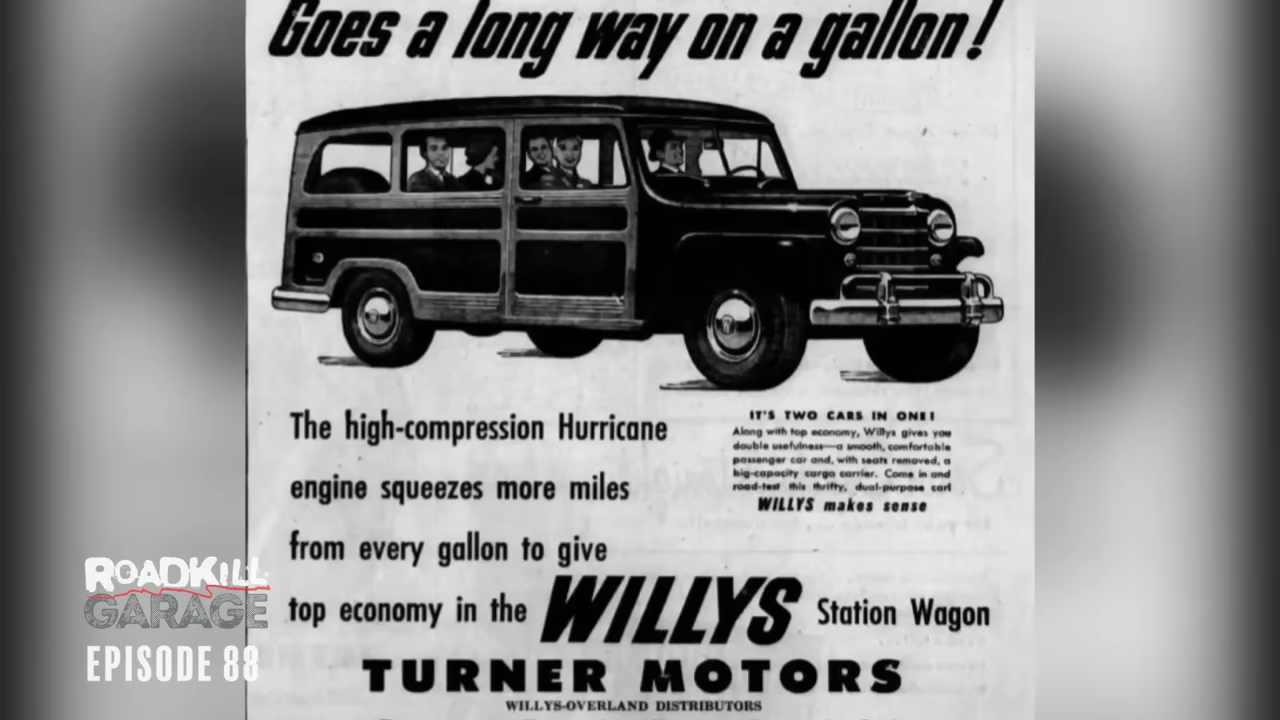 Goes a long way on a gallon!
The high-compression Hurricane
engine squeezes more miles
from every gallon to give
top economy in the WILLYS Station Wagon
IT'S TWO CARS IN ONE!
Along with top economy, Willys gives you
double usefulness—a smooth, comfortable
passenger car and, with seats removed, a
big-capacity cargo carrier. Come in and
road-test this thrifty, dual-purpose car!
WILLYS makes sense
TURNER MOTORS
WILLYS-OVERLAND DISTRIBUTORS
ROADKILL
GARAGE
EPISODE 88